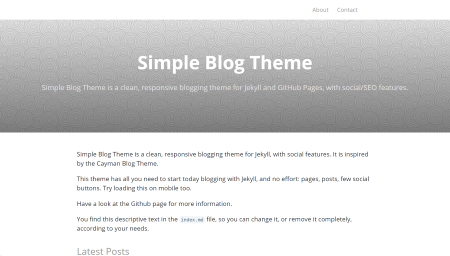 About Contact
Simple Blog Theme
Simple Blog Theme is a clean, responsive blogging theme for Jekyll and GitHub Pages, with social/SEO features.
Simple Blog Theme is a clean, responsive blogging theme for Jekyll, with social features. It is inspired
by the Cayman Blog Theme.
This theme has all you need to start today blogging with Jekyll, and no effort: pages, posts, few social
buttons. Try loading this on mobile too.
Have a look at the Github page for more information.
You find this descriptive text in the index.md file, so you can change it, or remove it completely,
according to your needs.
Latest Posts